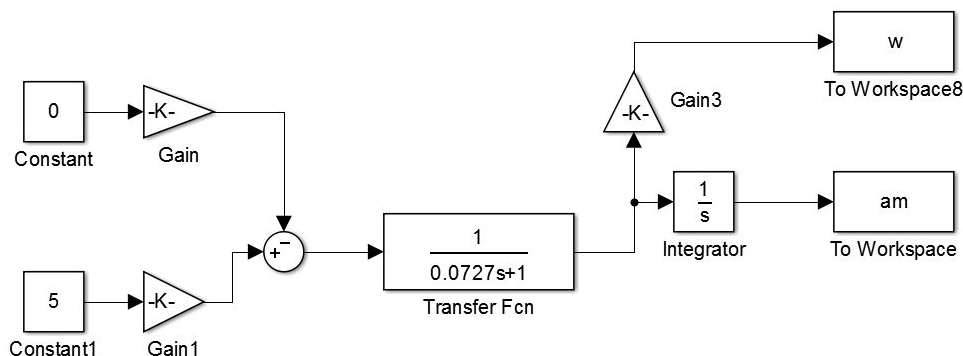 w
To Workspace8
-K-
Gain3
0
Constant
-K-
Gain
1
s
Integrator
am
To Workspace
−
+
1
0.0727s+1
Transfer Fcn
5
Constant1
-K-
Gain1